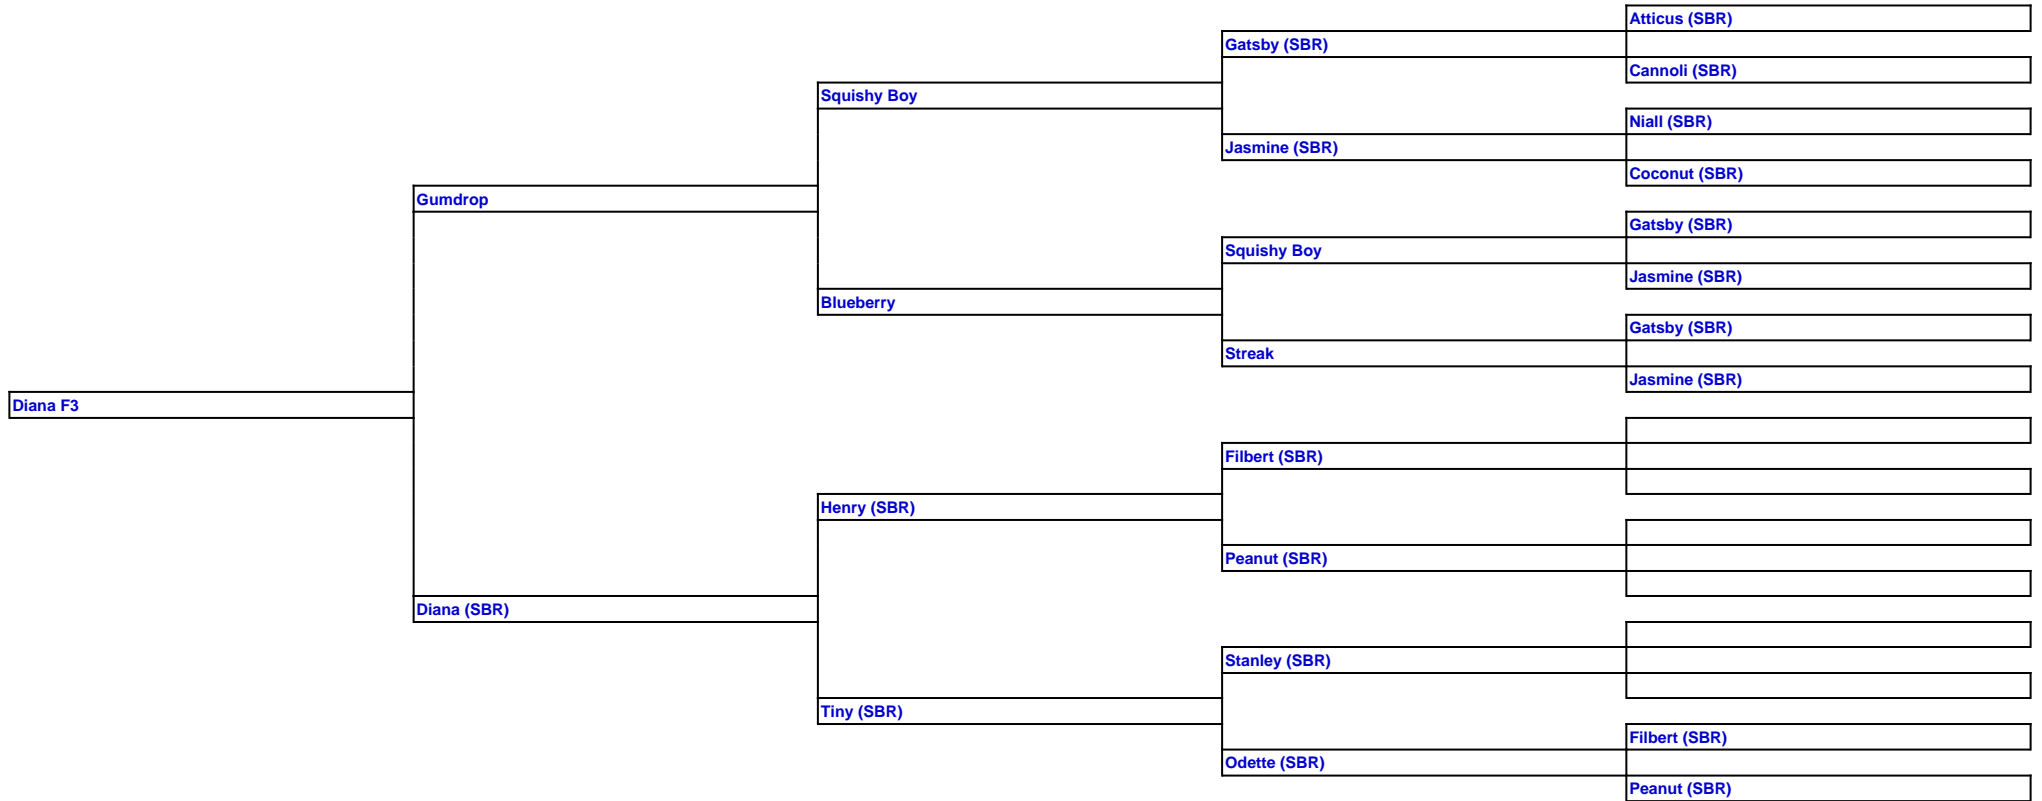 Atticus (SBR)
Gatsby (SBR)
Cannoli (SBR)
Squishy Boy
Niall (SBR)
Jasmine (SBR)
Coconut (SBR)
Gumdrop
Gatsby (SBR)
Squishy Boy
Jasmine (SBR)
Blueberry
Gatsby (SBR)
Streak
Jasmine (SBR)
Diana F3
Filbert (SBR)
Henry (SBR)
Peanut (SBR)
Diana (SBR)
Stanley (SBR)
Tiny (SBR)
Filbert (SBR)
Odette (SBR)
Peanut (SBR)